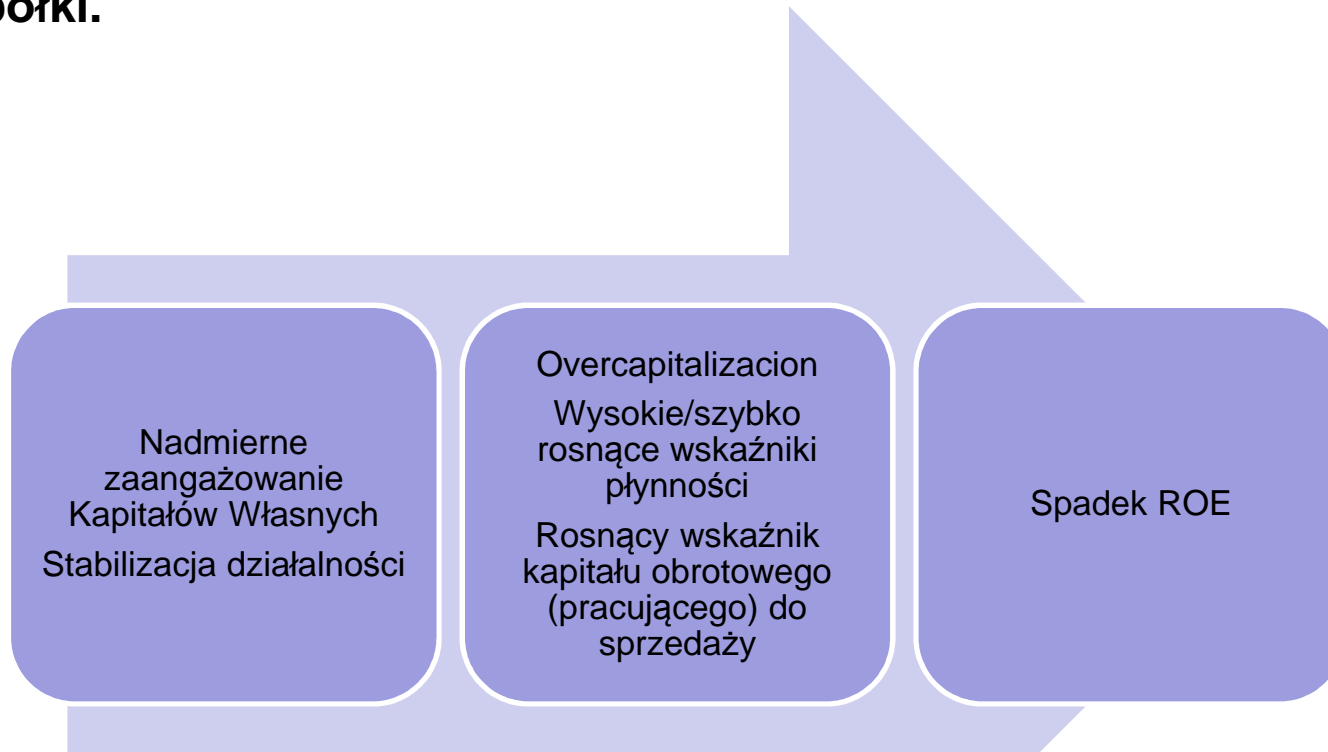 Nadmierne
zaangażowanie
Kapitałów Własnych
Stabilizacja działalności
Overcapitalizacion
Wysokie/szybko
rosnące wskaźniki
płynności
Rosnący wskaźnik
kapitału obrotowego
(pracującego) do
sprzedaży
Spadek ROE